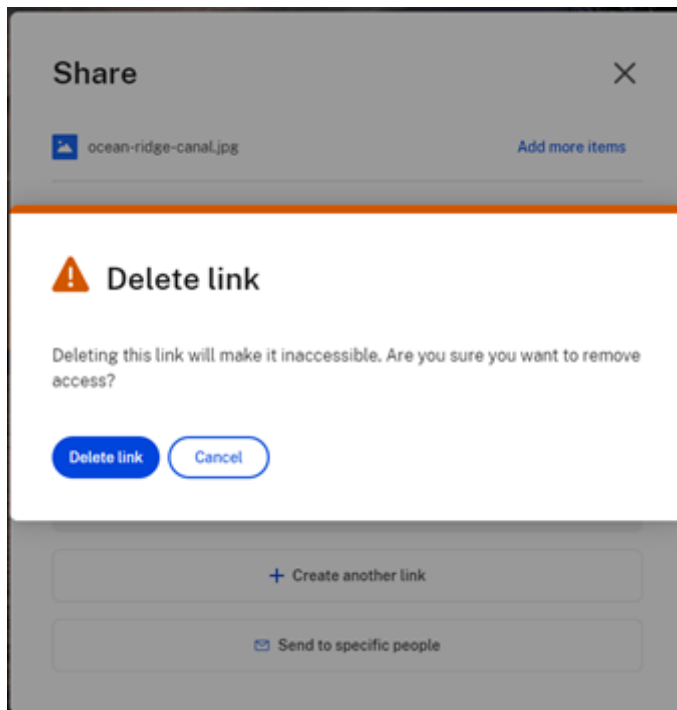 Share
ocean-ridge-canal.jpg
Add more items
Delete link
Deleting this link will make it inaccessible. Are you sure you want to remove
access?
Delete link
Cancel
Create another link
Send to specific people